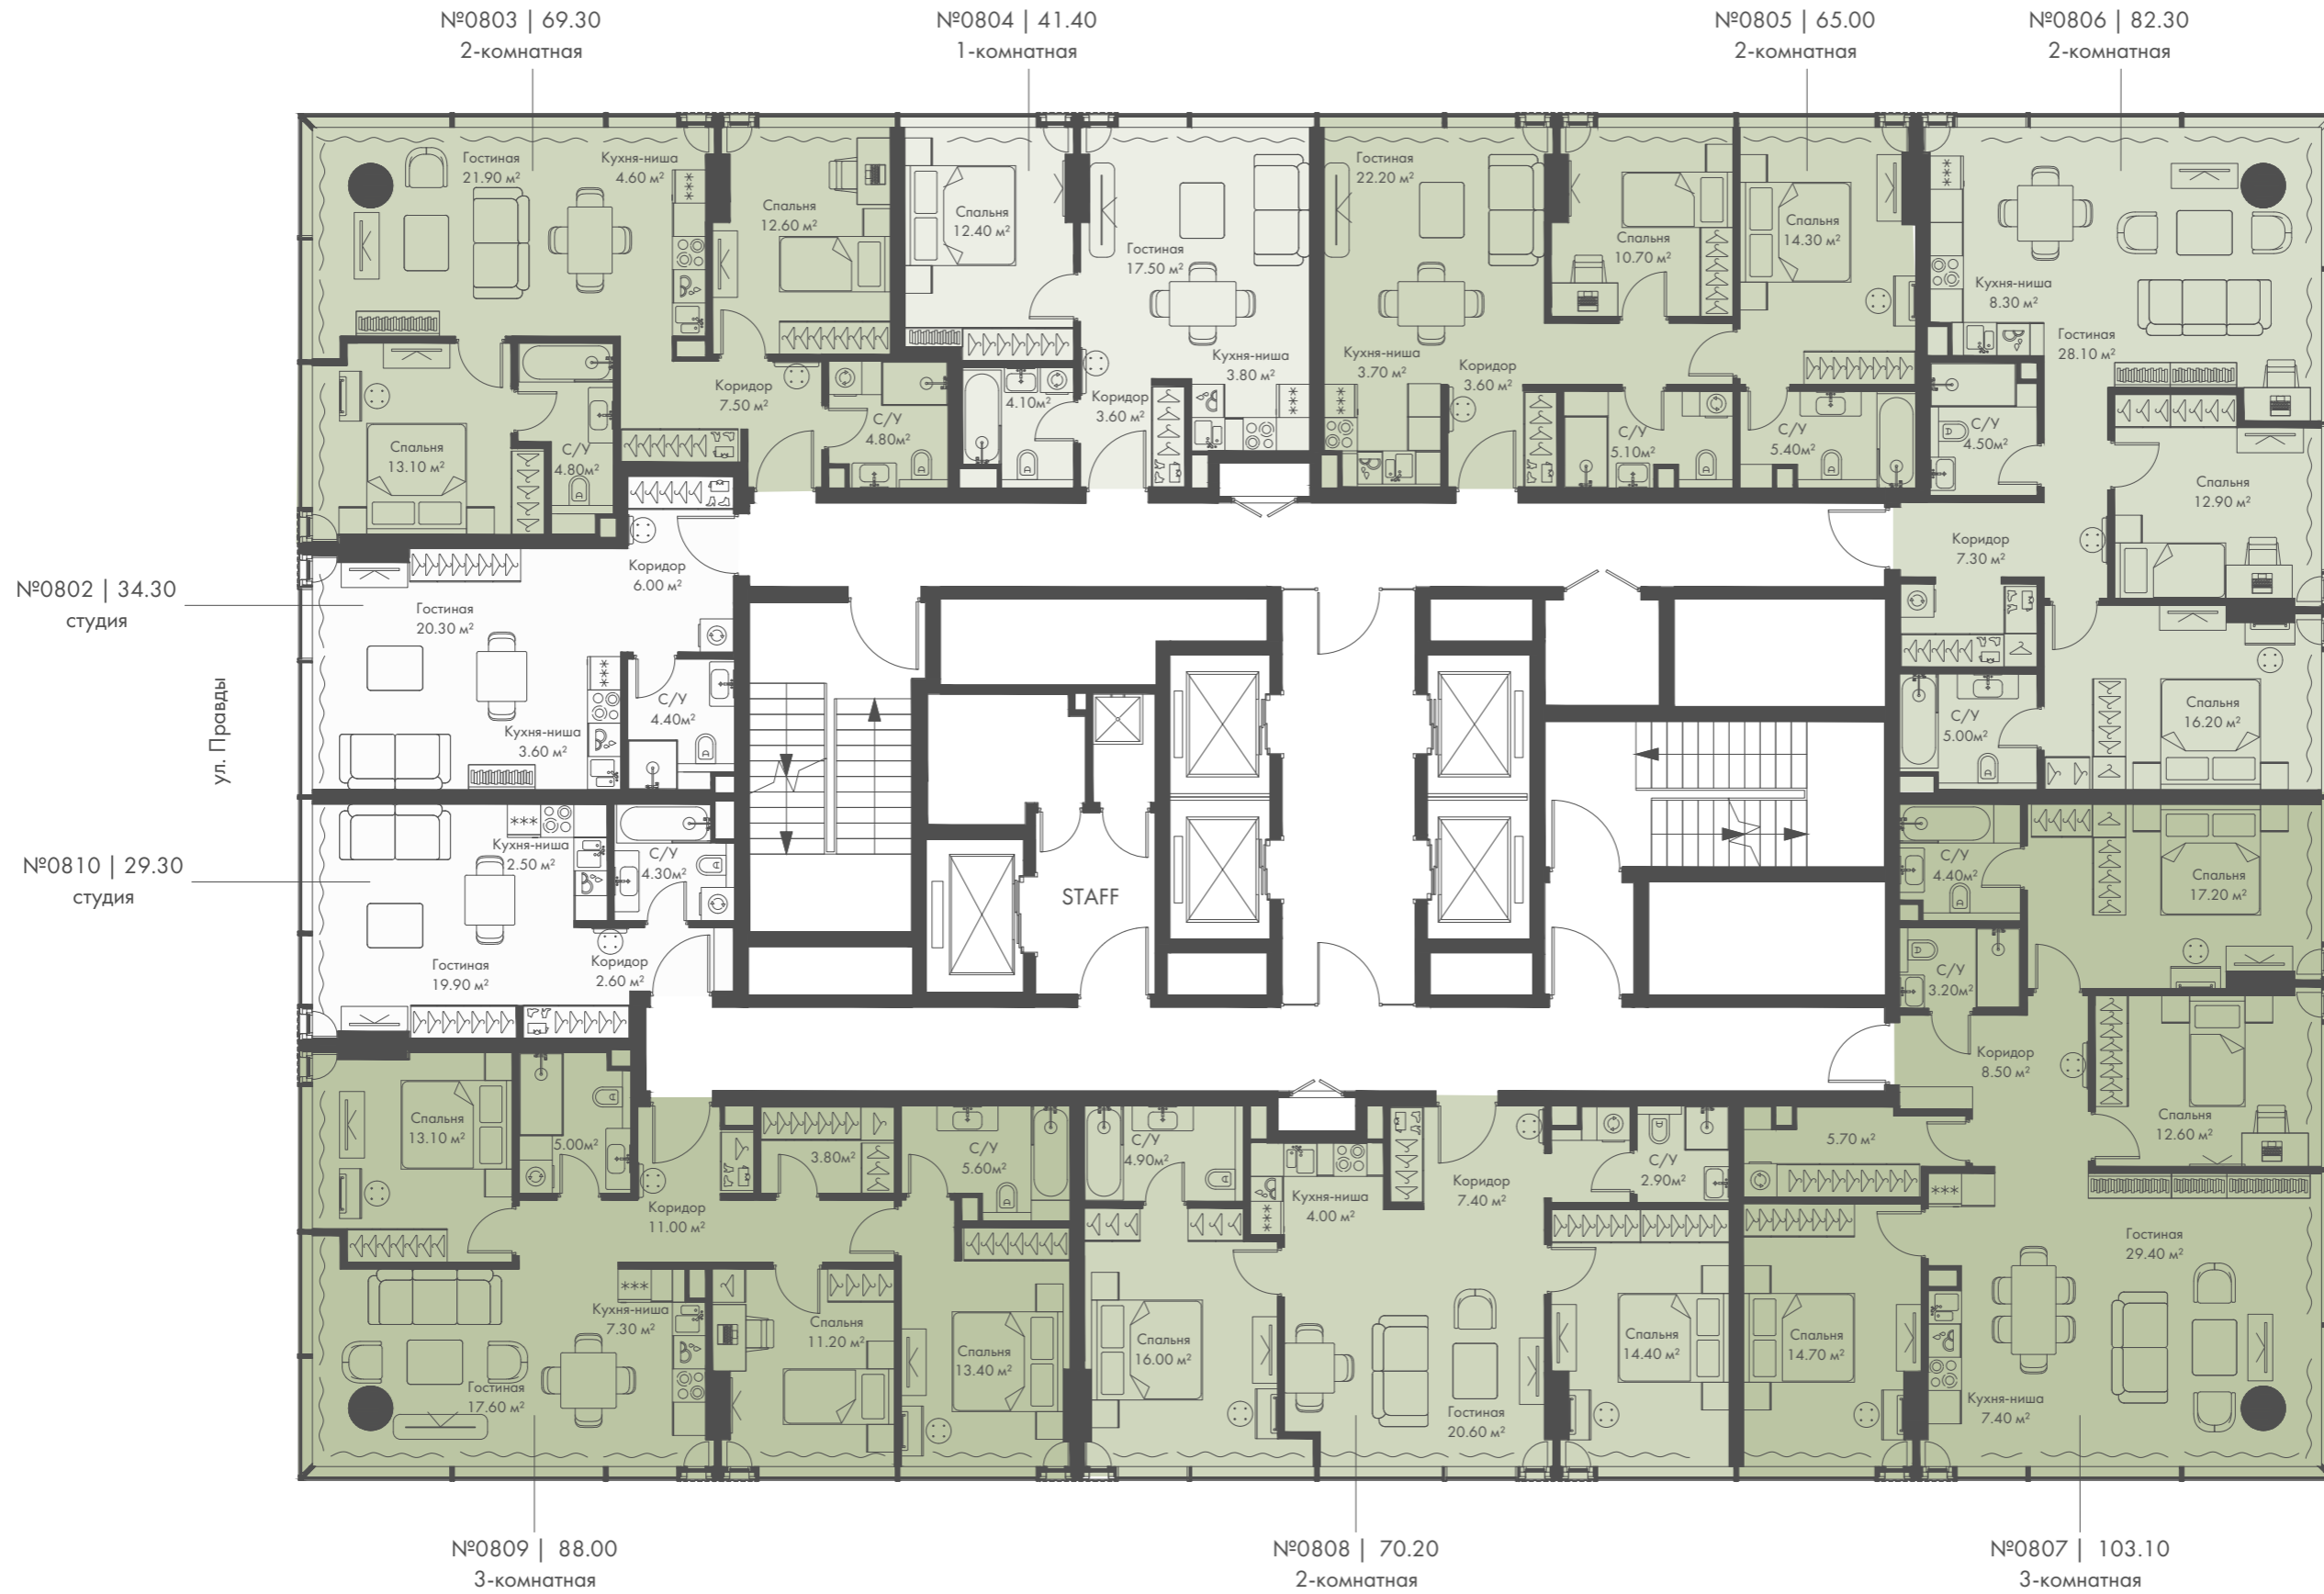 №0803 | 69.30
2-комнатная
№0804 | 41.40
1-комнатная
№0805 | 65.00
2-комнатная
№0806 | 82.30
2-комнатная
Гостиная
21.90 м²
Кухня-ниша
4.60 м²
Спальня
12.60 м²
Спальня
13.10 м²
С/У
4.80м²
Коридор
7.50 м²
С/У
4.80м²
Спальня
12.40 м²
Гостиная
17.50 м²
Кухня-ниша
3.80 м²
Коридор
3.60 м²
4.10м²
Гостиная
22.20 м²
Кухня-ниша
3.70 м²
Коридор
3.60 м²
Спальня
10.70 м²
Спальня
14.30 м²
С/У
5.10м²
С/У
5.40м²
Кухня-ниша
8.30 м²
Гостиная
28.10 м²
С/У
4.50м²
Спальня
12.90 м²
Коридор
7.30 м²
Спальня
16.20 м²
С/У
5.00м²
№0802 | 34.30
студия
Коридор
6.00 м²
Гостиная
20.30 м²
С/У
4.40м²
Кухня-ниша
3.60 м²
ул. Правды
№0810 | 29.30
студия
Кухня-ниша
2.50 м²
С/У
4.30м²
Гостиная
19.90 м²
Коридор
2.60 м²
STAFF
С/У
4.40м²
Спальня
17.20 м²
С/У
3.20м²
Коридор
8.50 м²
Спальня
12.60 м²
5.70 м²
Гостиная
29.40 м²
Спальня
14.70 м²
Кухня-ниша
7.40 м²
Спальня
13.10 м²
5.00м²
3.80м²
С/У
5.60м²
Коридор
11.00 м²
Кухня-ниша
7.30 м²
Гостиная
17.60 м²
Спальня
11.20 м²
Спальня
13.40 м²
С/У
4.90м²
Кухня-ниша
4.00 м²
Коридор
7.40 м²
С/У
2.90м²
Спальня
16.00 м²
Гостиная
20.60 м²
Спальня
14.40 м²
№0809 | 88.00
3-комнатная
№0808 | 70.20
2-комнатная
№0807 | 103.10
3-комнатная